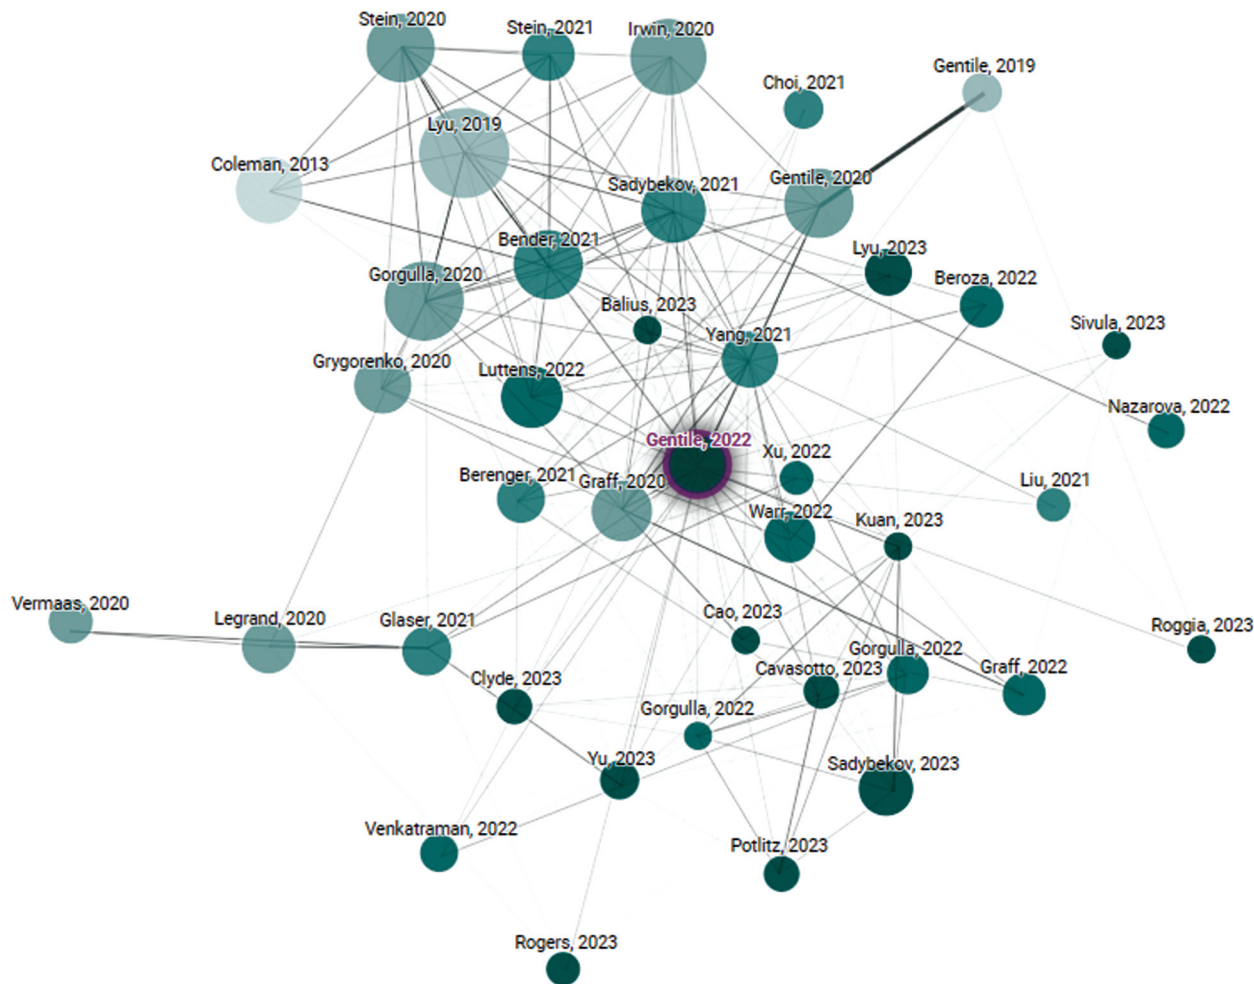 Stein, 2020
Stein, 2021
Irwin, 2020
Gentile, 2019
Choi, 2021
Lyu, 2019
Coleman, 2013
Sadybekov, 2021
Gentile, 2020
Bender, 2021
Lyu, 2023
Gorgulla, 2020
Beroza, 2022
Balius, 2023
Sivula, 2023
Yang, 2021
Grygorenko, 2020
Luttens, 2022
Nazarova, 2022
Gentile, 2022
Xu, 2022
Berenger, 2021
Graff, 2020
Liu, 2021
Warr, 2022
Kuan, 2023
Vermaas, 2020
Legrand, 2020
Glaser, 2021
Cao, 2023
Roggia, 2023
Gorgulla, 2022
Cavasotto, 2023
Graff, 2022
Clyde, 2023
Gorgulla, 2022
Yu, 2023
Sadybekov, 2023
Venkatraman, 2022
Potlitz, 2023
Rogers, 2023